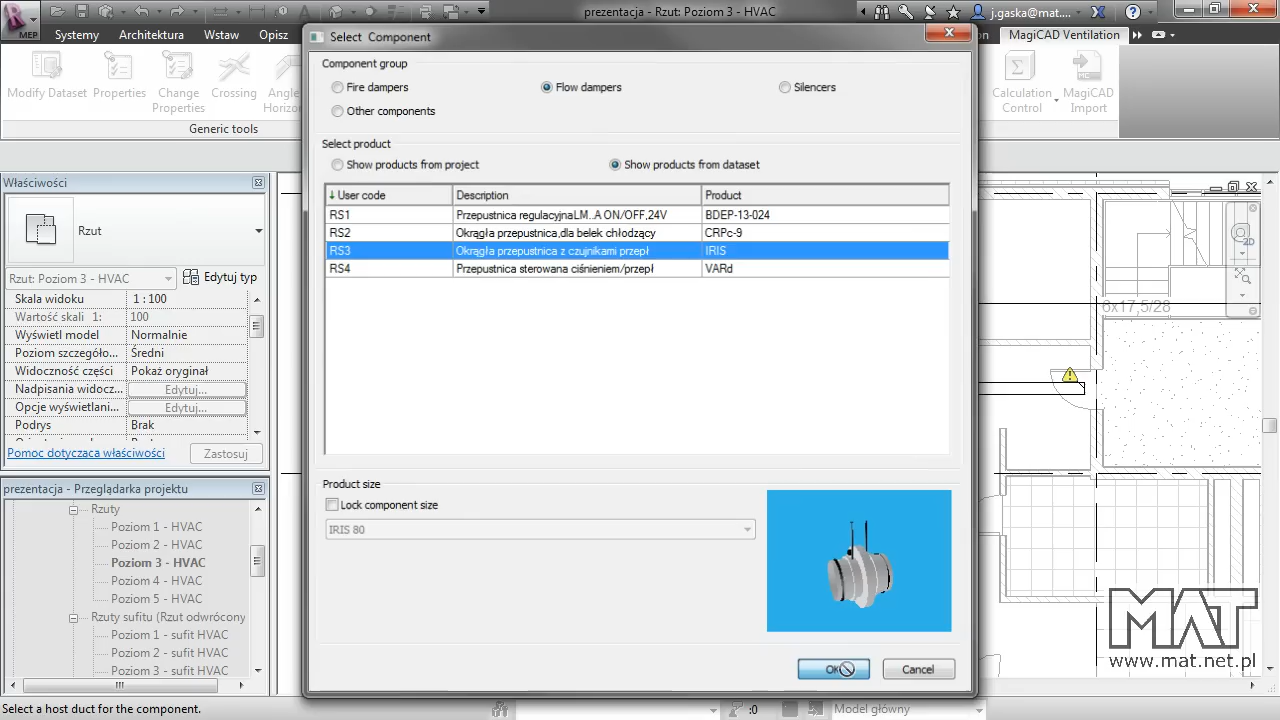 prezentacja - Rzut: Poziom 3 - HVAC
j.gaska@mat....
MEP
Systemy
Architektura
Wstaw
Opisz
MagiCAD Ventilation
Modify Dataset
Properties
Change
Properties
Crossing
Calculation
Control
MagiCAD
Import
Generic tools
Select Component
Component group
Fire dampers
Flow dampers
Silencers
Other components
Select product
Show products from project
Show products from dataset
User code Description Product
RS1 Przepustnica regulacyjnaLM..A ON/OFF,24V BDEP-13-024
RS2 Okrągła przepustnica,dla belek chłodzący CRPc-9
RS3 Okrągła przepustnica z czujnikami przepł IRIS
RS4 Przepustnica sterowana ciśnieniem/przepł VARd
Product size
Lock component size
IRIS 80
OK
Cancel
Właściwości
Rzut
Rzut: Poziom 3 - HVAC
Edytuj typ
Skala widoku 1 : 100
Wartość skali 1: 100
Wyświetl model Normalnie
Poziom szczegóło... Średni
Widoczność części Pokaż oryginał
Nadpisania widocz... Edytuj...
Opcje wyświetlani... Edytuj...
Podrys Brak
Pomoc dotycząca właściwości
Zastosuj
prezentacja - Przeglądarka projektu
Rzuty
Poziom 1 - HVAC
Poziom 2 - HVAC
Poziom 3 - HVAC
Poziom 4 - HVAC
Poziom 5 - HVAC
Rzuty sufitu (Rzut odwrócony
Poziom 1 - sufit HVAC
Poziom 2 - sufit HVAC
Poziom 3 - sufit HVAC
6x17,5/28
2D
MAT
www.mat.net.pl
Select a host duct for the component.
:0
Model główny